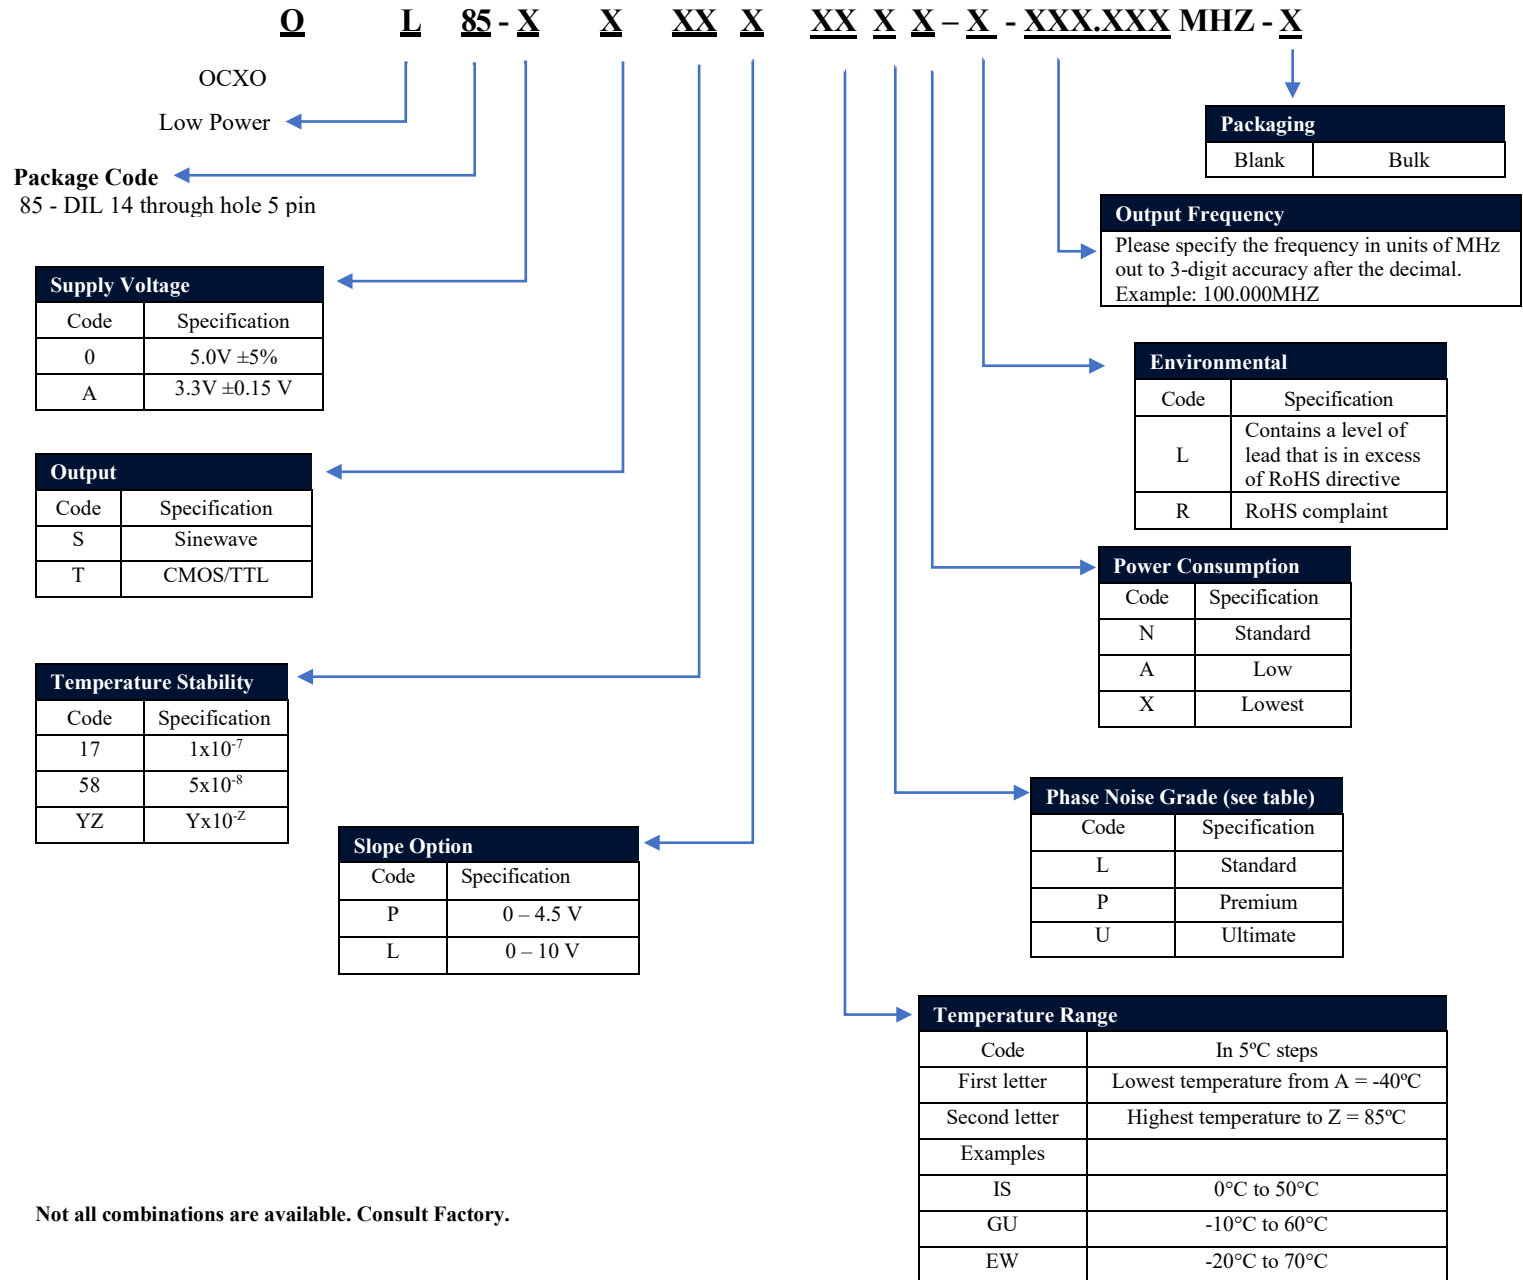 O L 85 - X X XX X XX X X – X - XXX.XXX MHZ - X
OCXO
Low Power
Package Code
85 - DIL 14 through hole 5 pin
Supply Voltage
Code Specification
0 5.0V ±5%
A 3.3V ±0.15 V
Output
Code Specification
S Sinewave
T CMOS/TTL
Temperature Stability
Code Specification
17 1x10⁻⁷
58 5x10⁻⁸
YZ Yx10⁻ᶻ
Slope Option
Code Specification
P 0 – 4.5 V
L 0 – 10 V
Packaging
Blank Bulk
Output Frequency
Please specify the frequency in units of MHz
out to 3-digit accuracy after the decimal.
Example: 100.000MHZ
Environmental
Code Specification
L Contains a level of
lead that is in excess
of RoHS directive
R RoHS complaint
Power Consumption
Code Specification
N Standard
A Low
X Lowest
Phase Noise Grade (see table)
Code Specification
L Standard
P Premium
U Ultimate
Temperature Range
Code In 5ºC steps
First letter Lowest temperature from A = -40ºC
Second letter Highest temperature to Z = 85ºC
Examples
IS 0°C to 50°C
GU -10°C to 60°C
EW -20°C to 70°C
Not all combinations are available. Consult Factory.